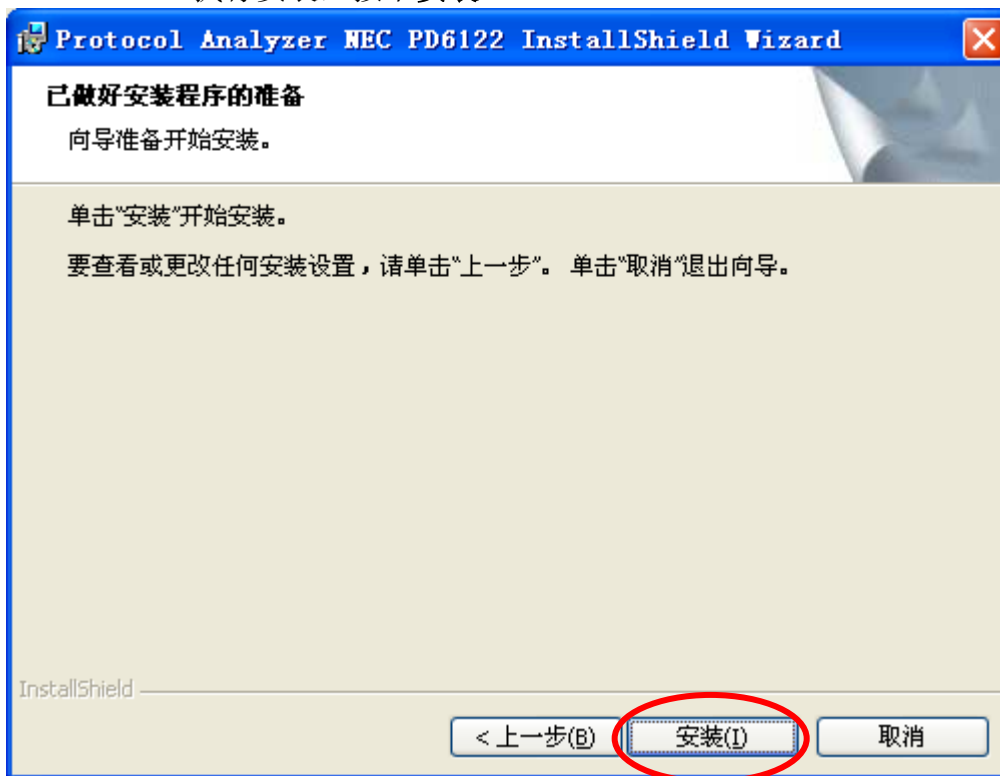 Protocol Analyzer NEC PD6122 InstallShield Wizard
已做好安装程序的准备
向导准备开始安装。
单击“安装”开始安装。
要查看或更改任何安装设置，请单击“上一步”。 单击“取消”退出向导。
InstallShield
< 上一步(B)
安装(I)
取消